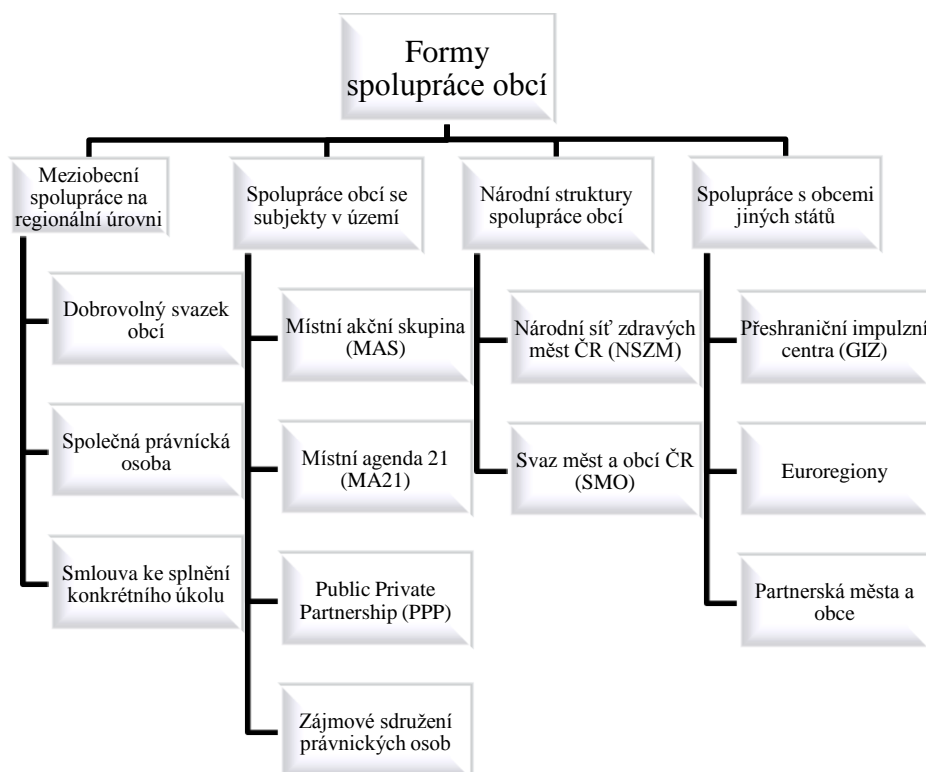 Formy
spolupráce obcí
Meziobecní
spolupráce na
regionální úrovni
Dobrovolný svazek
obcí
Společná právnícká
osoba
Smlouva ke splnění
konkrétního úkolu
Spolupráce obcí se
subjekty v území
Místní akční skupina
(MAS)
Místní agenda 21
(MA21)
Public Private
Partnership (PPP)
Zájmové sdružení
právnických osob
Národní struktury
spolupráce obcí
Národní síť zdravých
měst ČR (NSZM)
Svaz měst a obcí ČR
(SMO)
Spolupráce s obcemi
jiných států
Přeshraniční impulzní
centra (GIZ)
Euroregiony
Partnerská města a
obce